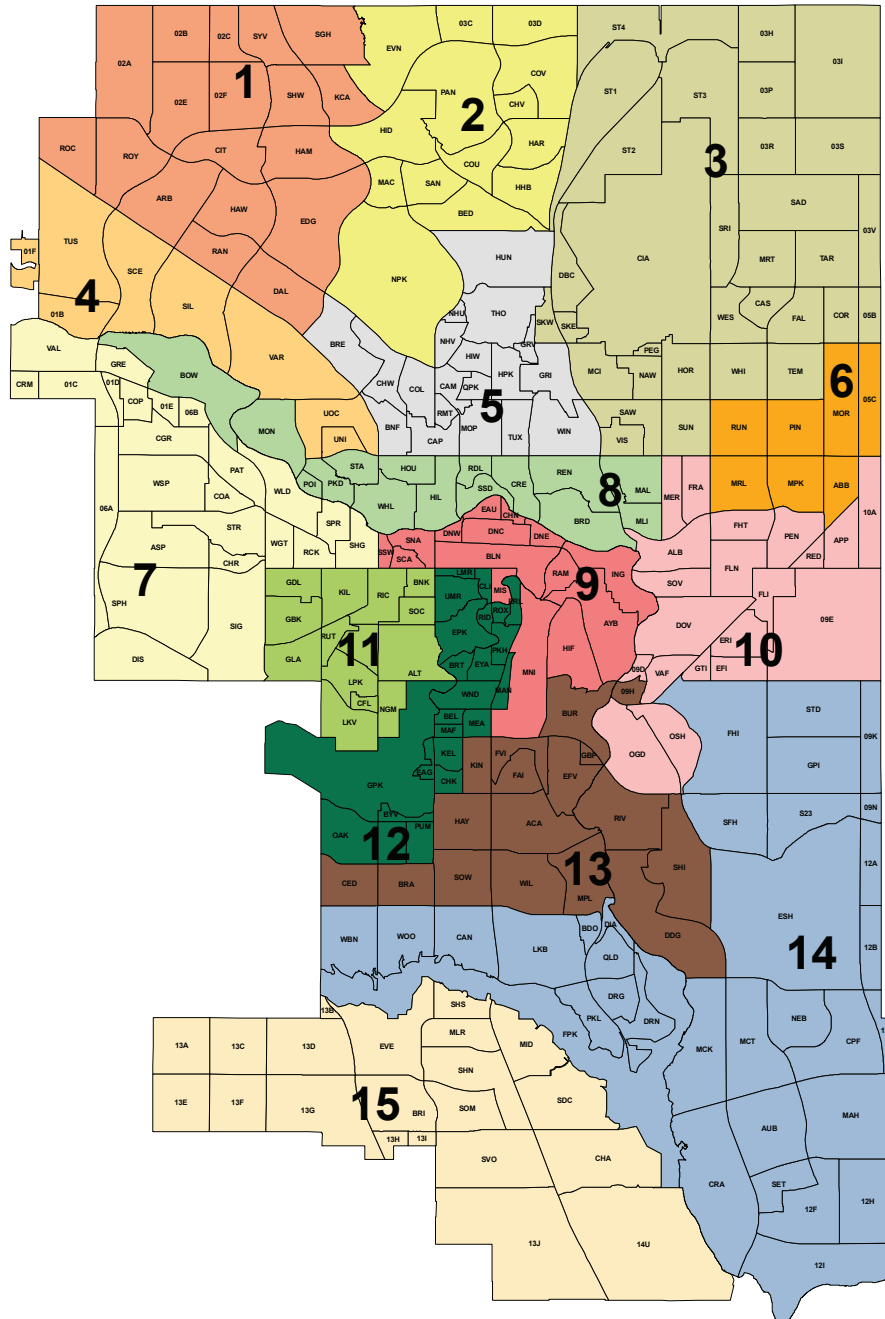 02B
02C
SYV
SGH
02A
1
02E
02F
SHW
KCA
ROC
ROY
CIT
HAM
ARB
HAW
EDG
RAN
DAL
EVN
03C
03D
PAN
COV
CHV
2
HID
HAR
COU
MAC
SAN
HHB
BED
NPK
ST4
03H
03I
ST1
ST3
03P
ST2
3
03R
03S
SAD
03V
SRI
CIA
DBC
MRT
TAR
WES
CAS
FAL
COR
05B
SKW
SKE
MCI
PEG
NAW
HOR
WHI
TEM
SAW
VIS
SUN
01F
TUS
SCE
4
01B
SIL
VAR
UOC
UNI
HUN
NHU
THO
BRE
NHV
HIW
GRV
CHW
COL
CAM
QPK
HPK
GRI
RMT
5
BNF
CAP
MOP
TUX
WIN
6
05C
MOR
RUN
PIN
MRL
MPK
ABB
VAL
GRE
CRM
01C
01D
COP
01E
06B
CGR
WSP
PAT
COA
WLD
06A
STR
SPR
ASP
WGT
RCK
SHG
CHR
7
SPH
SIG
DIS
BOW
MON
POI
PKD
STA
HOU
WHL
HIL
RDL
SSD
CRE
REN
8
MAL
BRD
MLI
EAU
CHN
SNA
DNW
DNC
DNE
SSW
SCA
BLN
MIS
RAM
9
ING
AYB
HIF
MNI
09D
MER
FRA
10A
FHT
PEN
APP
ALB
RED
FLN
SOV
FLI
09E
DOV
ERI
10
VAF
GTI
EFI
OGD
OSH
GDL
KIL
RIC
BNK
GBK
SOC
RUT
11
GLA
ALT
LPK
CFL
NGM
LKV
LMR
CLI
UMR
ERL
RID
ROX
EPK
PKH
BRT
EYA
WND
MAN
BEL
MEA
MAF
KEL
EAG
CHK
GPK
BYV
OAK
12
PUM
09H
BUR
KIN
FVI
GBP
FAI
EFV
HAY
ACA
RIV
CED
BRA
SOW
WIL
13
MPL
SHI
DDG
STD
09K
FHI
GPI
09N
SFH
S23
12A
ESH
12B
14
WBN
WOO
CAN
LKB
BDO
DIA
QLD
DRG
PKL
DRN
FPK
MCK
MCT
NEB
CPF
AUB
MAH
CRA
SET
12F
12H
12I
13B
SHS
13A
13C
13D
EVE
MLR
MID
SHN
13E
13F
13G
15
BRI
SOM
SDC
13H
13I
SVO
CHA
13J
14U